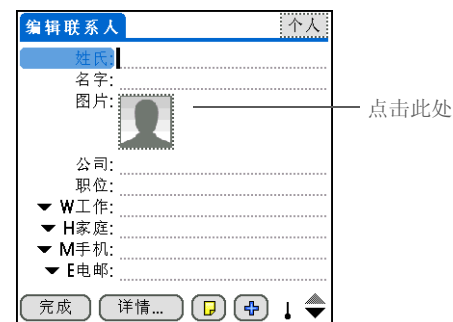 编辑联系人 个人
姓氏:
名字:
图片: 点击此处
公司:
职位:
W工作:
H家庭:
M手机:
E电邮:
完成 详情...